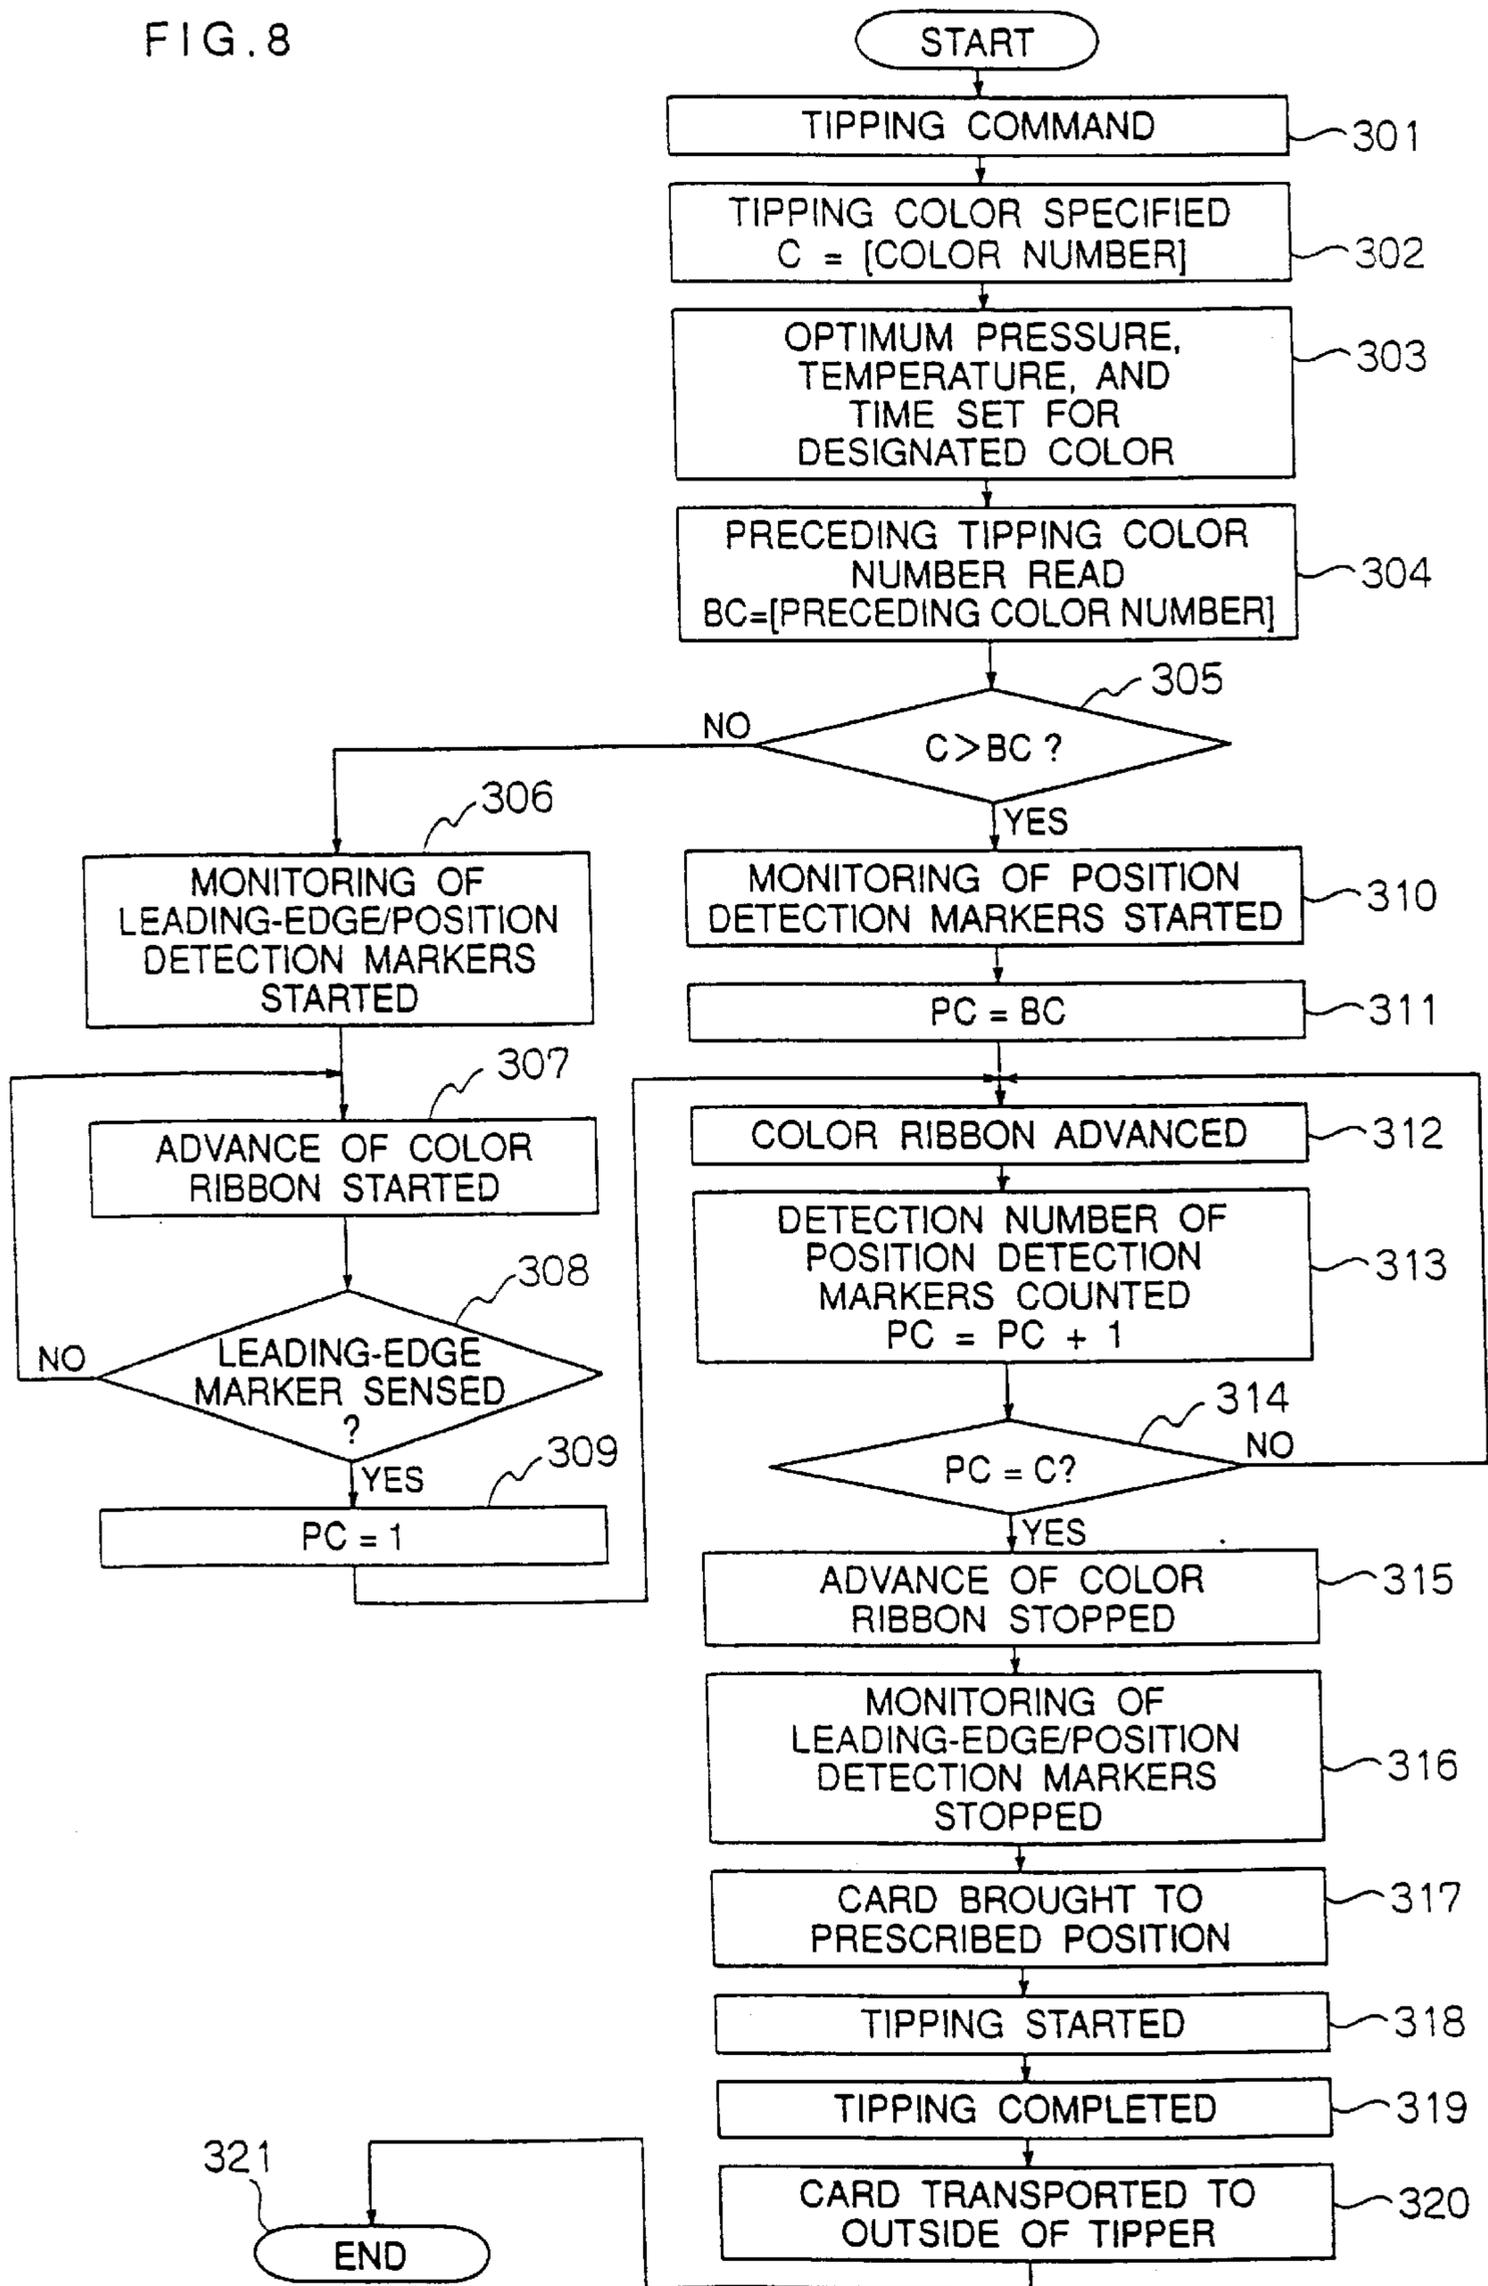 FIG.8
START
TIPPING COMMAND
301
TIPPING COLOR SPECIFIED
C = [COLOR NUMBER]
302
OPTIMUM PRESSURE,
TEMPERATURE, AND
TIME SET FOR
DESIGNATED COLOR
303
PRECEDING TIPPING COLOR
NUMBER READ
BC=[PRECEDING COLOR NUMBER]
304
305
C>BC ?
NO
YES
306
MONITORING OF
LEADING-EDGE/POSITION
DETECTION MARKERS
STARTED
307
ADVANCE OF COLOR
RIBBON STARTED
308
LEADING-EDGE
MARKER SENSED
?
NO
YES
309
PC = 1
MONITORING OF POSITION
DETECTION MARKERS STARTED
310
PC = BC
311
COLOR RIBBON ADVANCED
312
DETECTION NUMBER OF
POSITION DETECTION
MARKERS COUNTED
PC = PC + 1
313
314
PC = C?
NO
YES
ADVANCE OF COLOR
RIBBON STOPPED
315
MONITORING OF
LEADING-EDGE/POSITION
DETECTION MARKERS
STOPPED
316
CARD BROUGHT TO
PRESCRIBED POSITION
317
TIPPING STARTED
318
TIPPING COMPLETED
319
CARD TRANSPORTED TO
OUTSIDE OF TIPPER
320
321
END